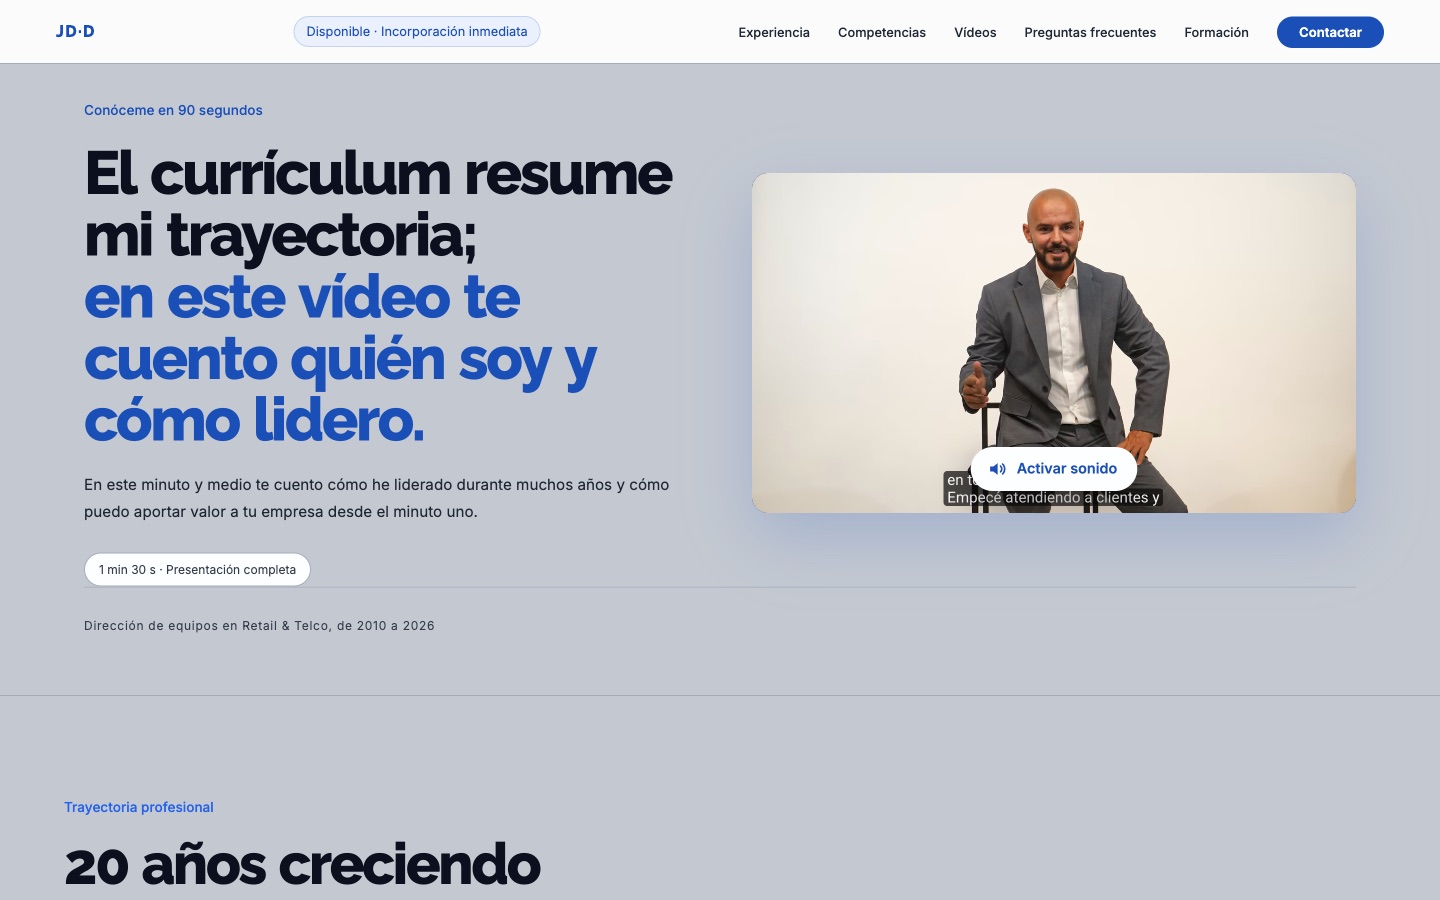 JD·D
Disponible · Incorporación inmediata
Experiencia
Competencias
Vídeos
Preguntas frecuentes
Formación
Contactar
Conóceme en 90 segundos
El currículum resume
mi trayectoria;
en este vídeo te
cuento quién soy y
cómo lidero.
En este minuto y medio te cuento cómo he liderado durante muchos años y cómo
puedo aportar valor a tu empresa desde el minuto uno.
1 min 30 s · Presentación completa
Activar sonido
en
Empecé atendiendo a clientes y
Dirección de equipos en Retail & Telco, de 2010 a 2026
Trayectoria profesional
20 años creciendo